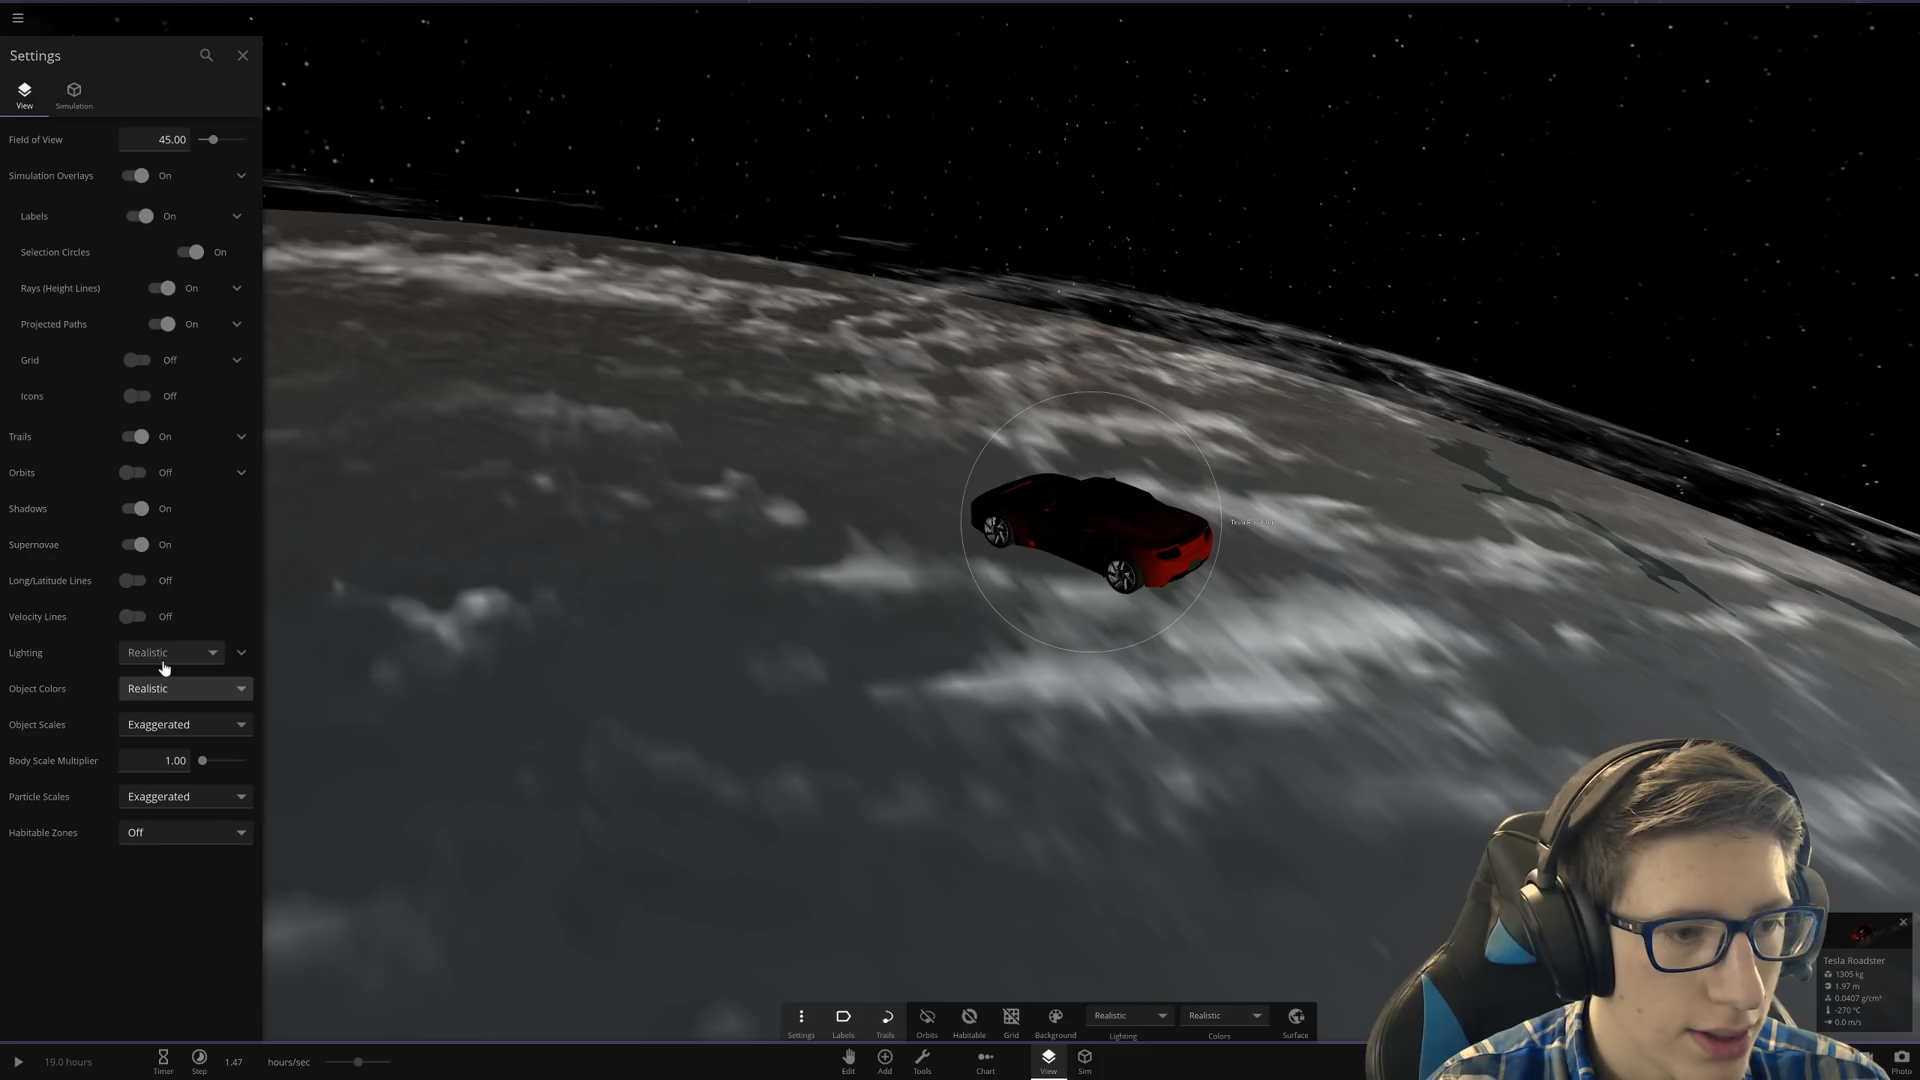 Settings
View
Simulation
Field of View 45.00
Simulation Overlays On
Labels On
Selection Circles On
Rays (Height Lines) On
Projected Paths On
Grid Off
Icons Off
Trails On
Orbits Off
Shadows On
Supernovae On
Long/Latitude Lines Off
Velocity Lines Off
Lighting Realistic
Object Colors Realistic
Object Scales Exaggerated
Body Scale Multiplier 1.00
Particle Scales Exaggerated
Habitable Zones Off
Tesla Roadster
Tesla Roadster
1305 kg
1.97 m
0.0407 g/cm³
-270 °C
0.0 m/s
Settings Labels Trails Orbits Habitable Grid Background
Realistic
Lighting
Realistic
Colors
Surface
19.0 hours
Timer
Step
1.47 hours/sec
Edit Add Tools Chart View Sim
Photo